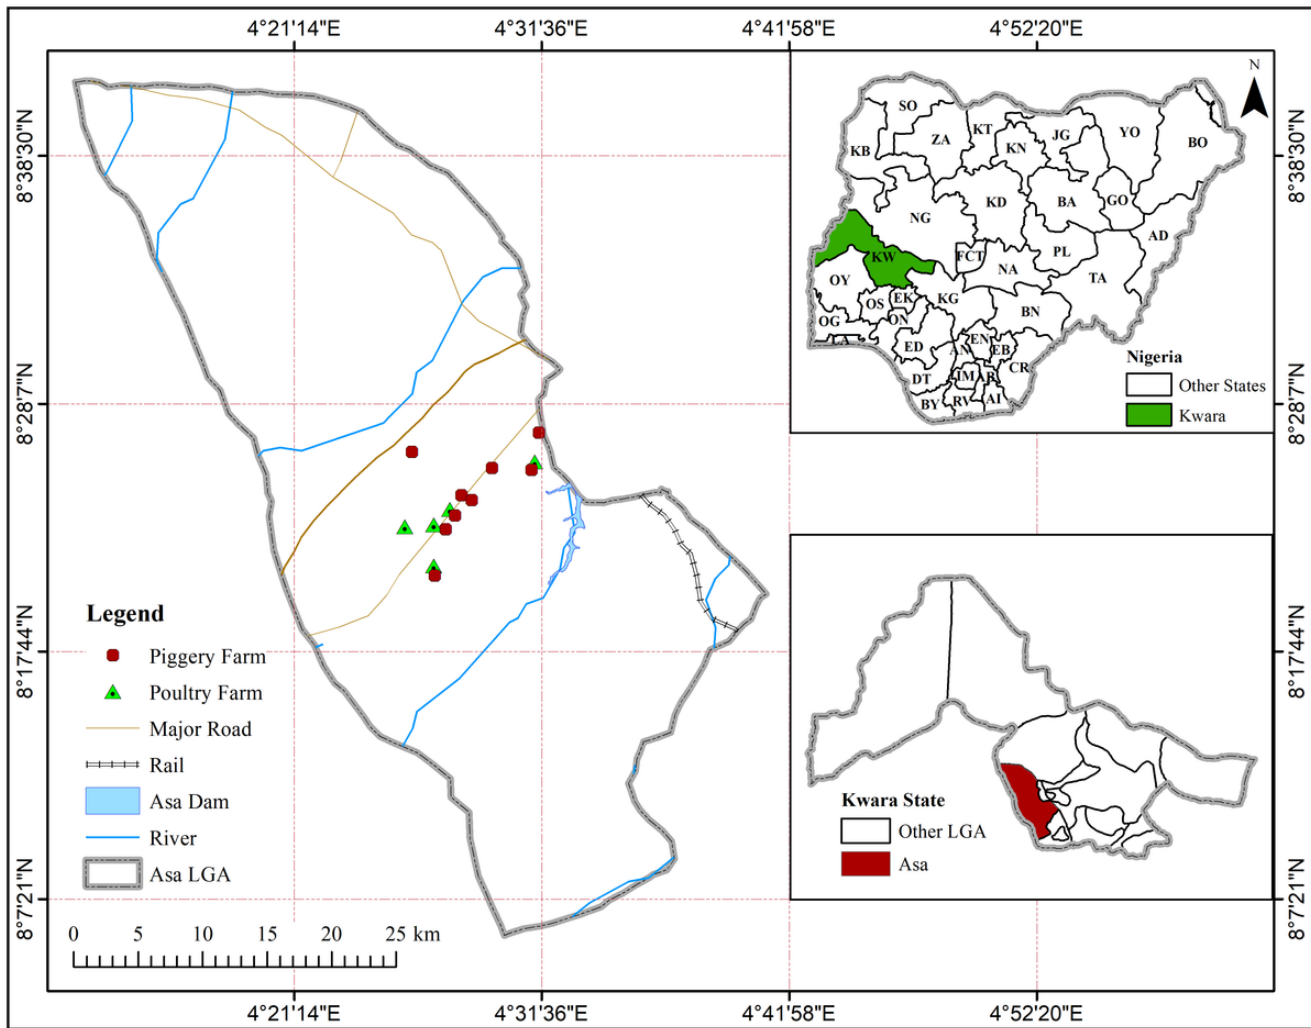 4°21'14"E 4°31'36"E 4°41'58"E 4°52'20"E
8°38'30"N
8°28'7"N
8°17'44"N
8°7'21"N
Legend
Piggery Farm
Poultry Farm
Major Road
Rail
Asa Dam
River
Asa LGA
0 5 10 15 20 25 km
N
SO
ZA
KT
JG
YO
BO
KB
KN
NG
KD
BA
GO
AD
KW
FCT
PL
NA
TA
OY
OS
EK
KG
BN
OG
ON
ED
AN
EN
EB
CR
DT
IM
AB
BY
RV
AI
Nigeria
Other States
Kwara
8°38'30"N
8°28'7"N
8°17'44"N
8°7'21"N
Kwara State
Other LGA
Asa
4°21'14"E 4°31'36"E 4°41'58"E 4°52'20"E